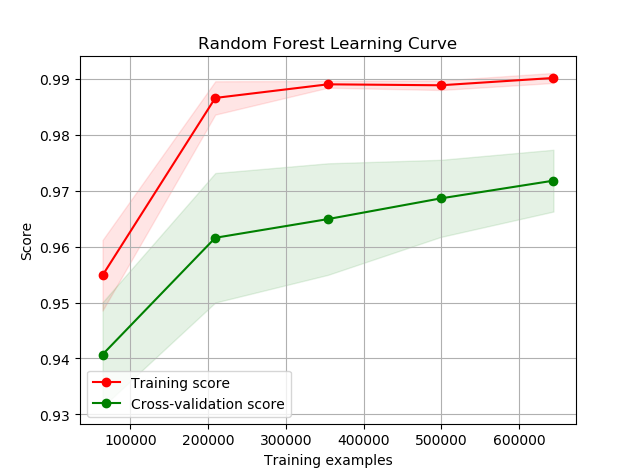 Random Forest Learning Curve
0.99
0.98
0.97
0.96
0.95
0.94
0.93
Score
Training score
Cross-validation score
100000 200000 300000 400000 500000 600000
Training examples